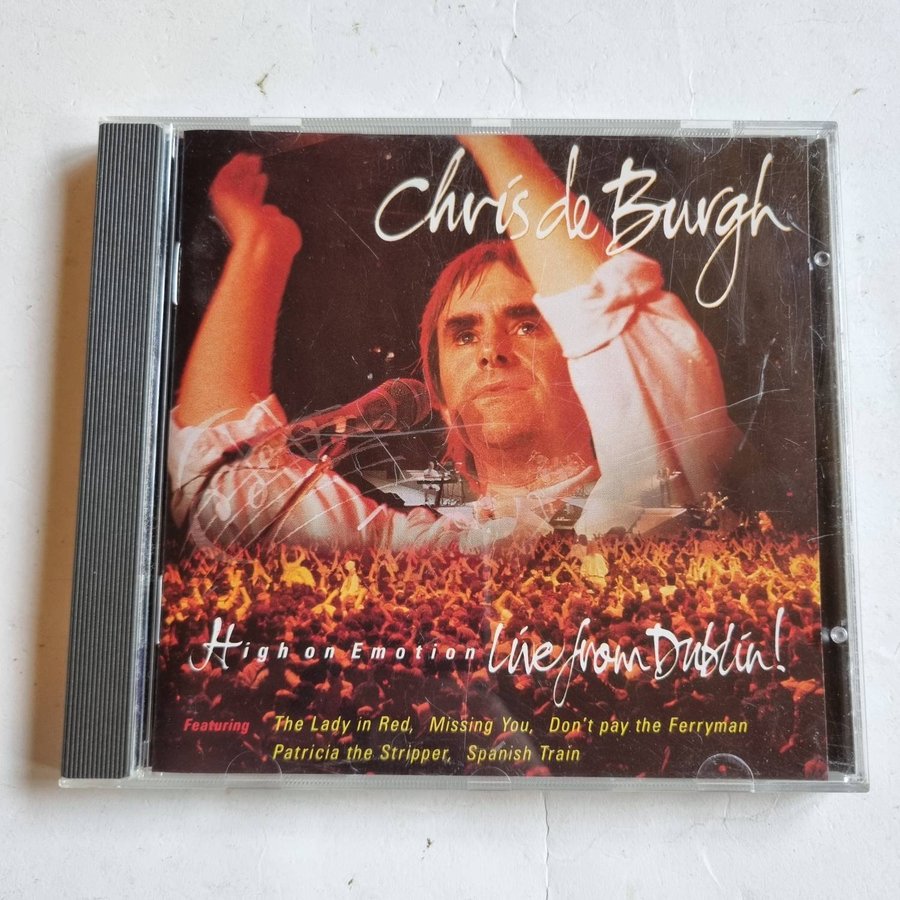 Chris de Burgh
High on Emotion Live from Dublin!
Featuring The Lady in Red, Missing You, Don't pay the Ferryman
Patricia the Stripper, Spanish Train